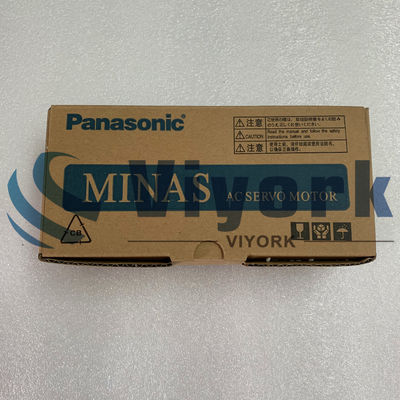 Panasonic
⚠注意
⚠CAUTION Read the manual and follow the safety
instructions before use.
⚠注意
MINAS AC SERVO MOTOR
Viyork
VIYORK
CB